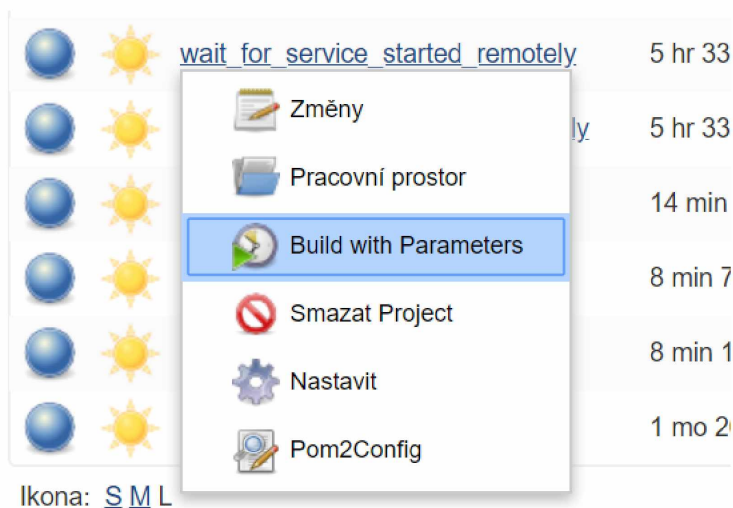 wait_for_service_started_remotely 5 hr 33
Změny
ly 5 hr 33
Pracovní prostor
14 min
Build with Parameters
8 min 7
Smazat Project
8 min 1
Nastavit
1 mo 2
Pom2Config
Ikona: S M L